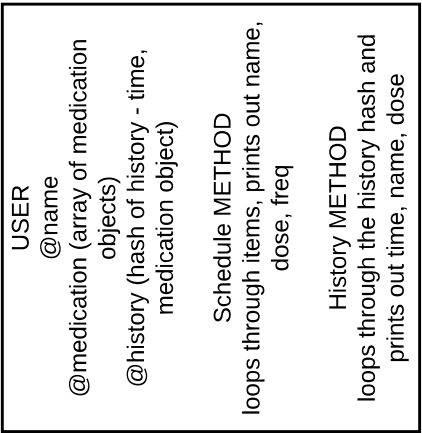 USER
@name
@medication (array of medication
objects)
@history (hash of history - time,
medication object)
Schedule METHOD
loops through items, prints out name,
dose, freq
History METHOD
loops through the history hash and
prints out time, name, dose